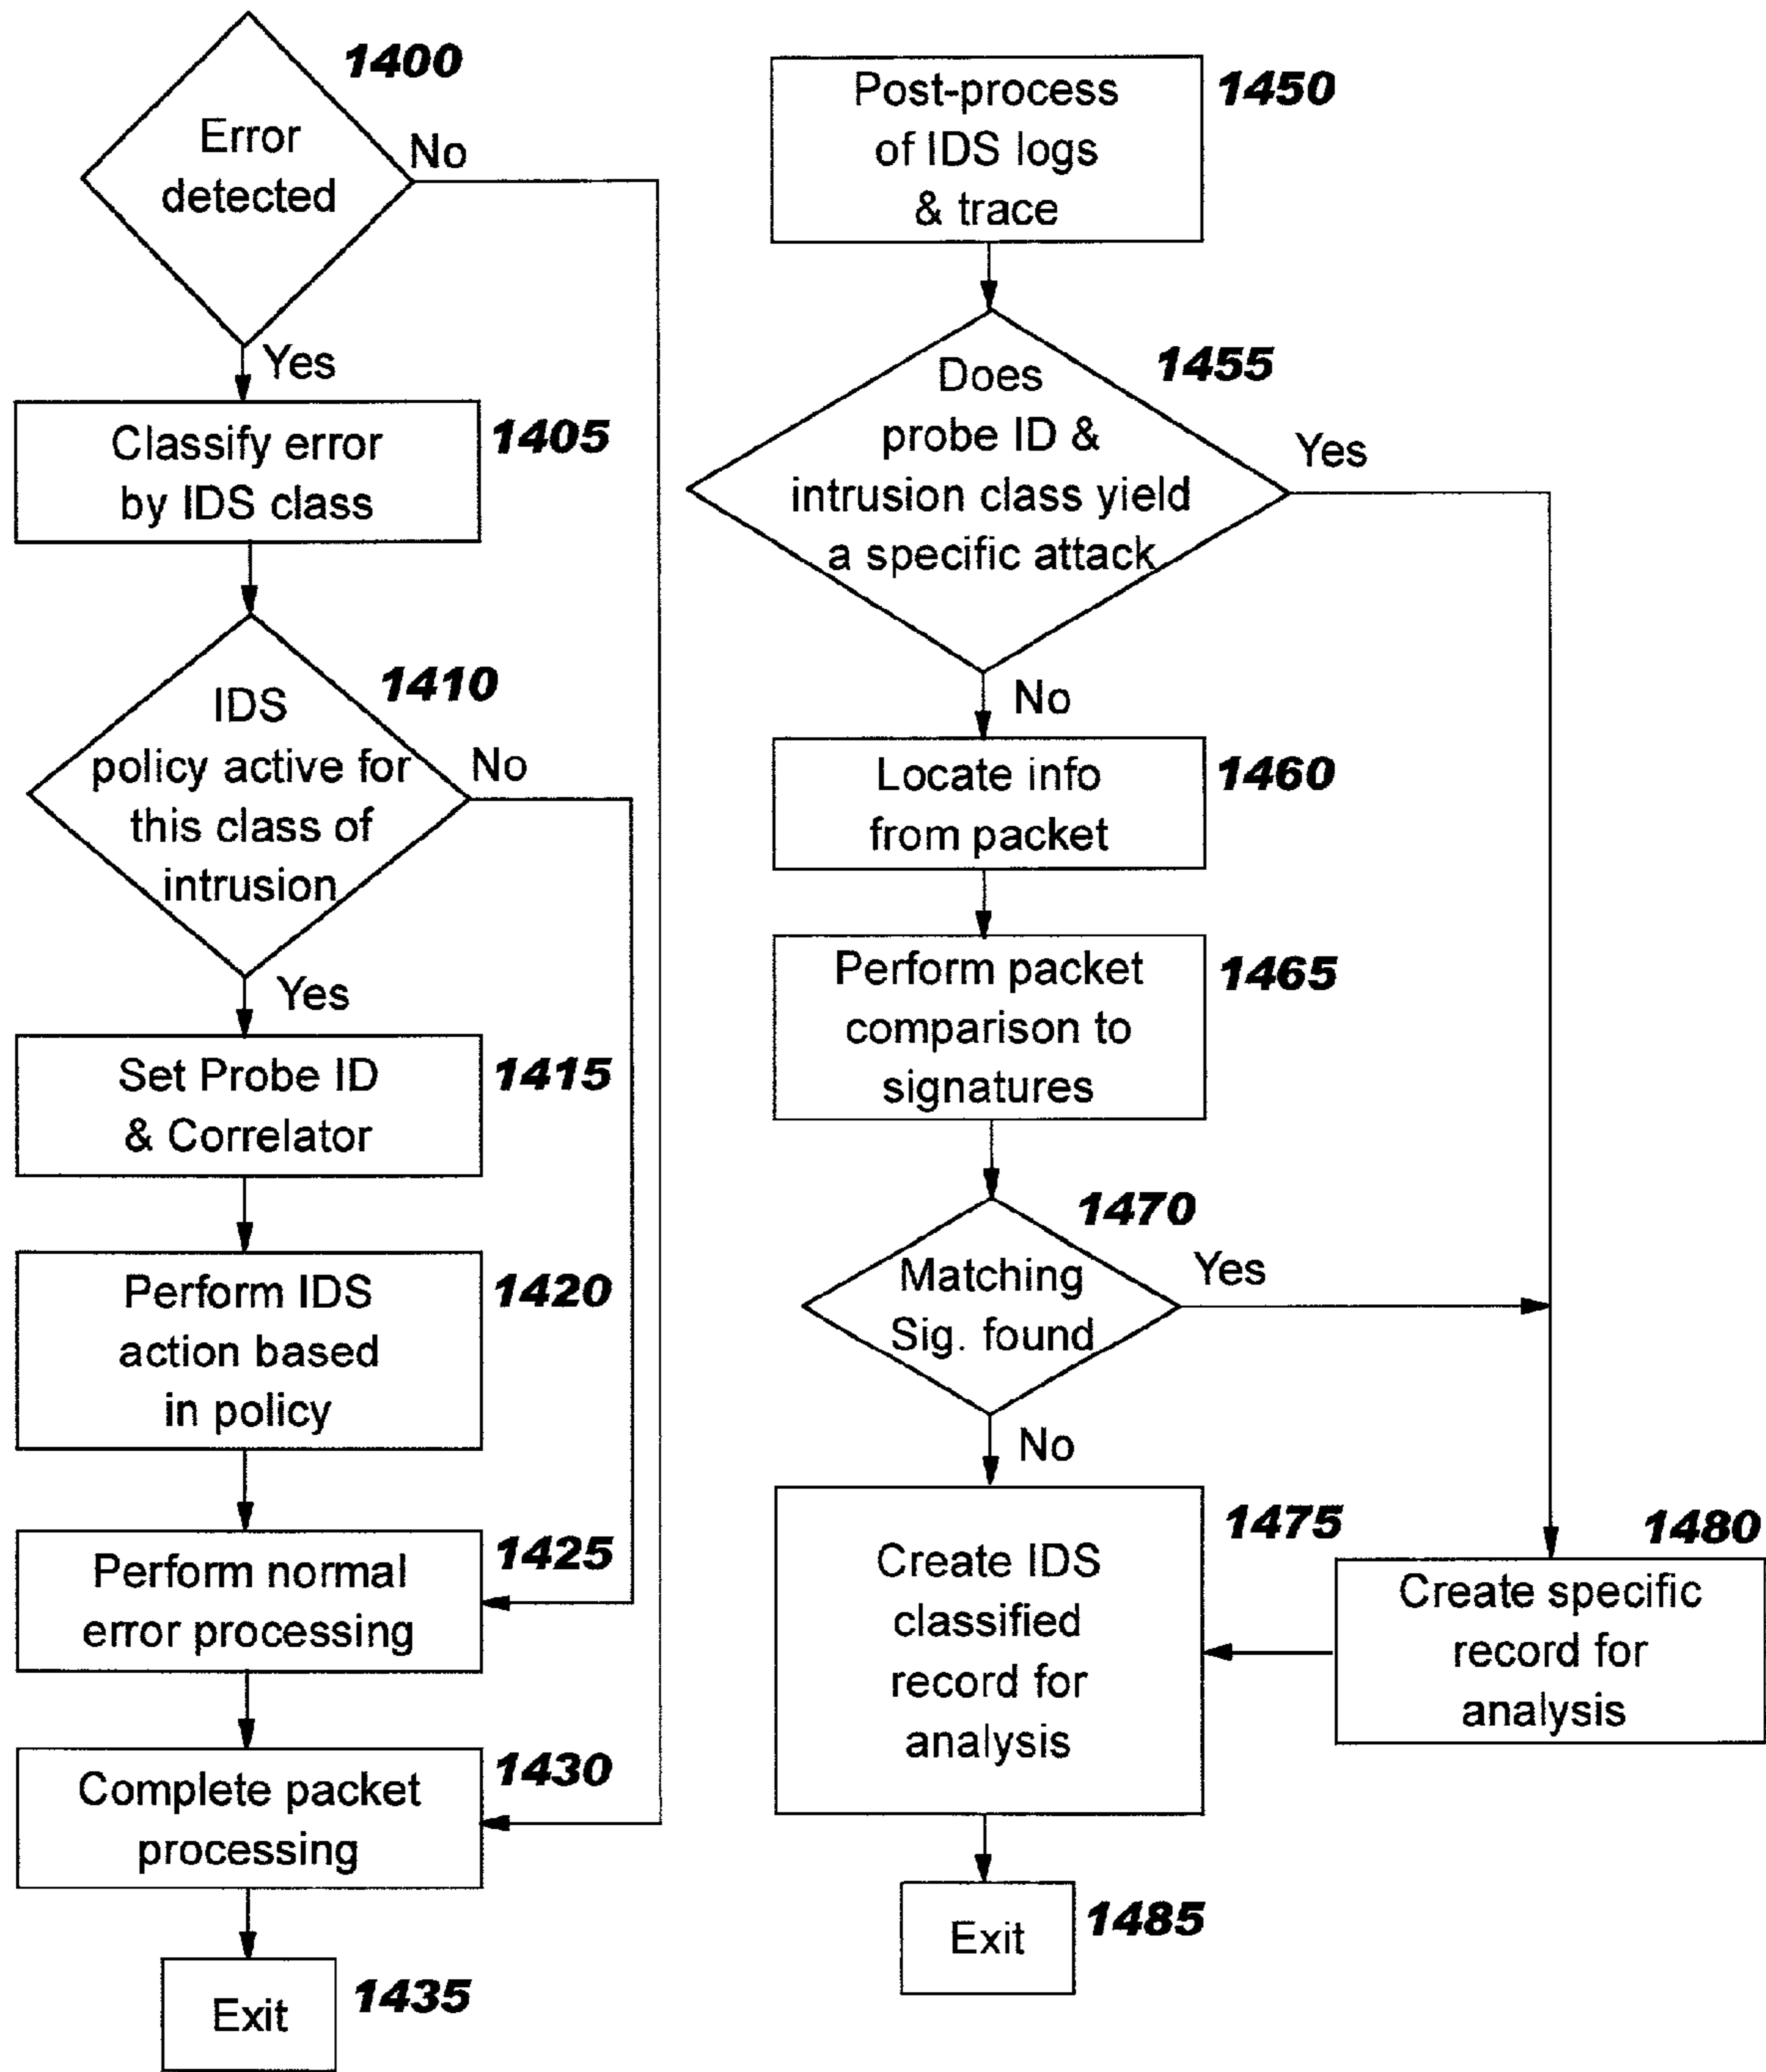 1400
Error
detected
No
Yes
1405
Classify error
by IDS class
1410
IDS
policy active for
this class of
intrusion
No
Yes
1415
Set Probe ID
& Correlator
1420
Perform IDS
action based
in policy
1425
Perform normal
error processing
1430
Complete packet
processing
1435
Exit
1450
Post-process
of IDS logs
& trace
1455
Does
probe ID &
intrusion class yield
a specific attack
Yes
No
1460
Locate info
from packet
1465
Perform packet
comparison to
signatures
1470
Matching
Sig. found
Yes
No
1475
Create IDS
classified
record for
analysis
1480
Create specific
record for
analysis
1485
Exit